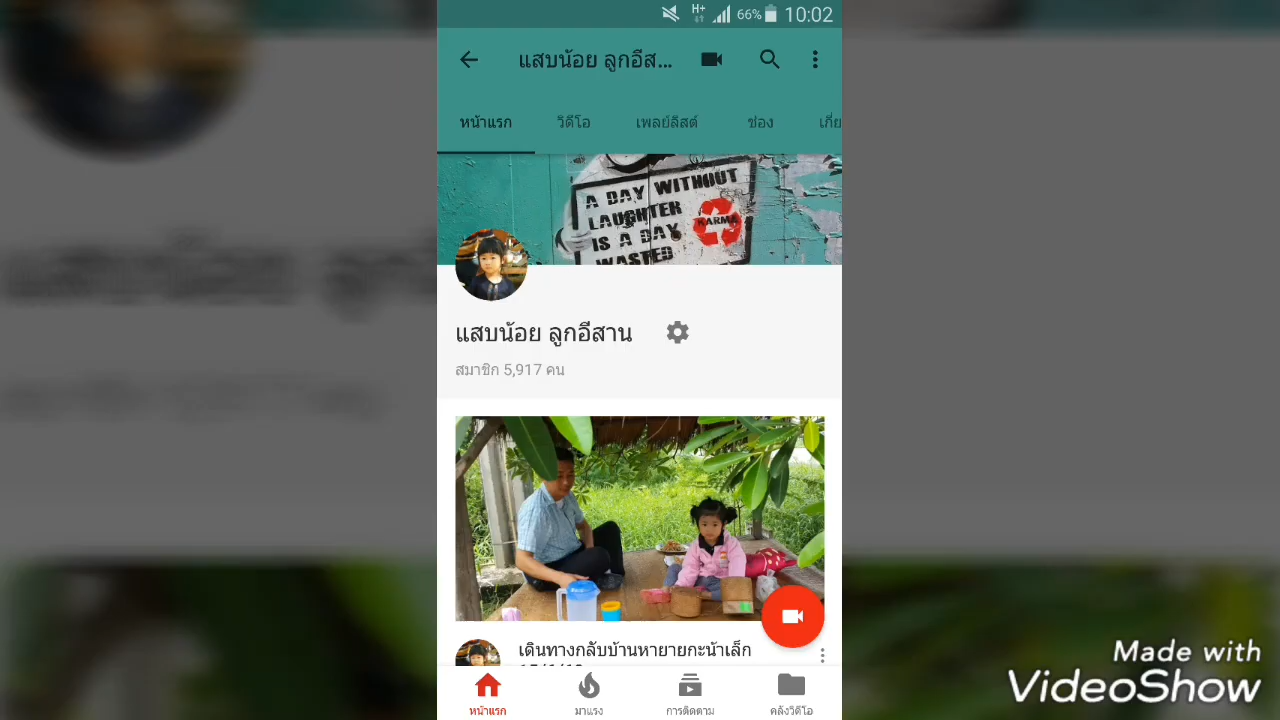 H+ 66% 10:02
แสบน้อย ลูกอีส...
หน้าแรก วิดีโอ เพลย์ลิสต์ ช่อง เกี่ย
A DAY WITHOUT
LAUGHTER
IS A DAY
WASTED
KARMA
แสบน้อย ลูกอีสาน
สมาชิก 5,917 คน
เดินทางกลับบ้านหายายกะน้าเล็ก
หน้าแรก มาแรง การติดตาม คลังวิดีโอ
Made with
VideoShow